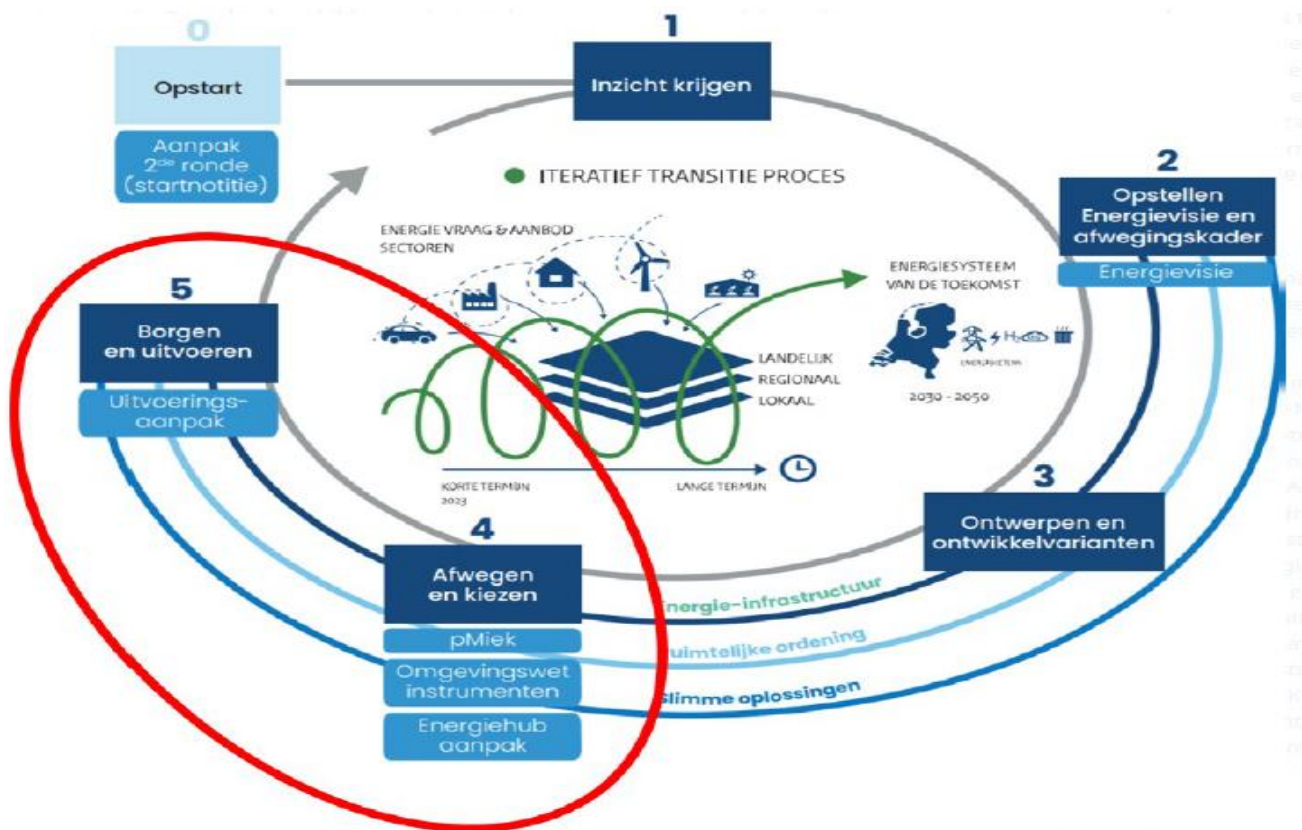 0
Opstart
Aanpak
2de ronde
(startnotitie)
1
Inzicht krijgen
2
Opstellen
Energievisie en
afwegingskader
Energievisie
ITERATIEF TRANSITIE PROCES
ENERGIE VRAAG & AANBOD
SECTOREN
ENERGIESYSTEEM
VAN DE TOEKOMST
2030 - 2050
LANDELIJK
REGIONAAL
LOKAAL
KORTE TERMIJN
2023
LANGE TERMIJN
3
Ontwerpen en
ontwikkelvarianten
4
Afwegen
en kiezen
pMiek
Omgevingswet
instrumenten
Energiehub
aanpak
5
Borgen
en uitvoeren
Uitvoerings-
aanpak
Energie-infrastructuur
Ruimtelijke ordening
Slimme oplossingen